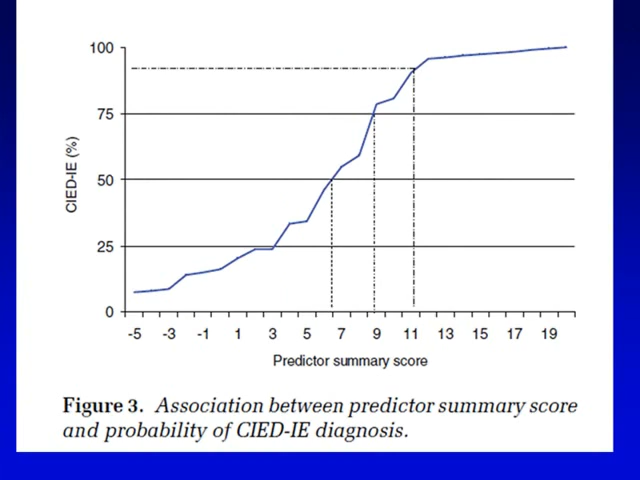 100
75
50
25
0
CIED-IE (%)
-5 -3 -1 1 3 5 7 9 11 13 15 17 19
Predictor summary score
Figure 3. Association between predictor summary score
and probability of CIED-IE diagnosis.